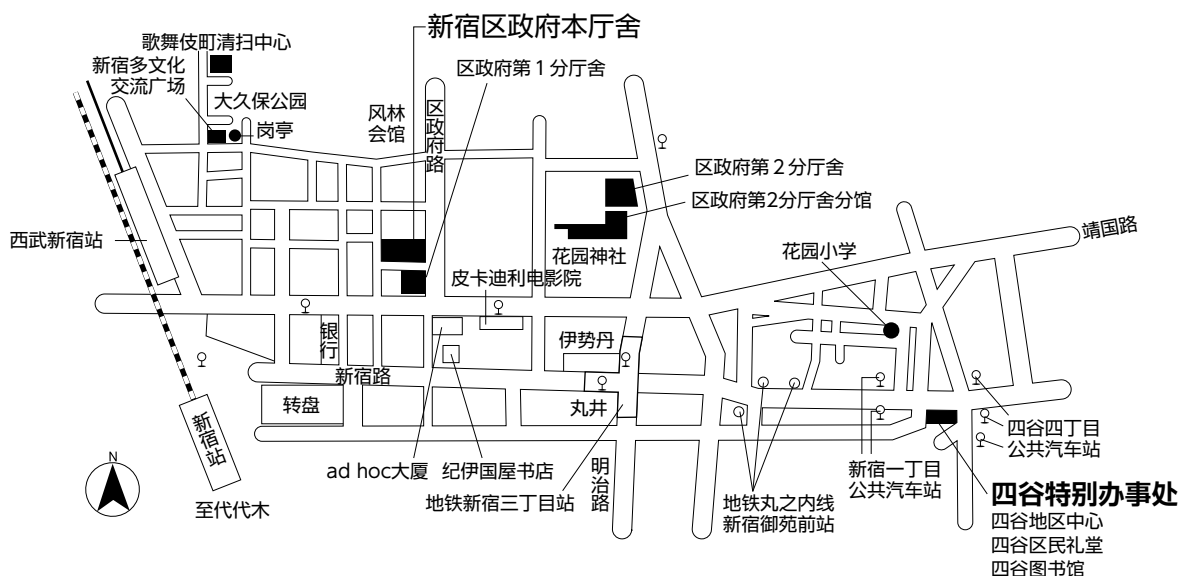 新宿区政府本厅舍
歌舞伎町清扫中心
新宿多文化
交流广场
大久保公园
岗亭
风林
会馆
区政府路
区政府第1分厅舍
区政府第2分厅舍
区政府第2分厅舍分馆
花园神社
西武新宿站
皮卡迪利电影院
花园小学
靖国路
银行
伊势丹
新宿路
转盘
丸井
新宿站
N
ad hoc大厦
纪伊国屋书店
地铁新宿三丁目站
明治路
至代代木
地铁丸之内线
新宿御苑前站
新宿一丁目
公共汽车站
四谷四丁目
公共汽车站
四谷特别办事处
四谷地区中心
四谷区民礼堂
四谷图书馆